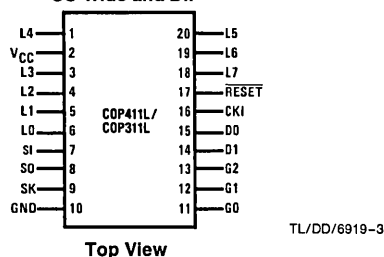 L4 1 20 L5
VCC 2 19 L6
L3 3 18 L7
L2 4 17 RESET
L1 5 COP411L/ 16 CKI
L0 6 COP311L 15 D0
SI 7 14 D1
SO 8 13 G2
SK 9 12 G1
GND 10 11 G0
TL/DD/6919-3
Top View